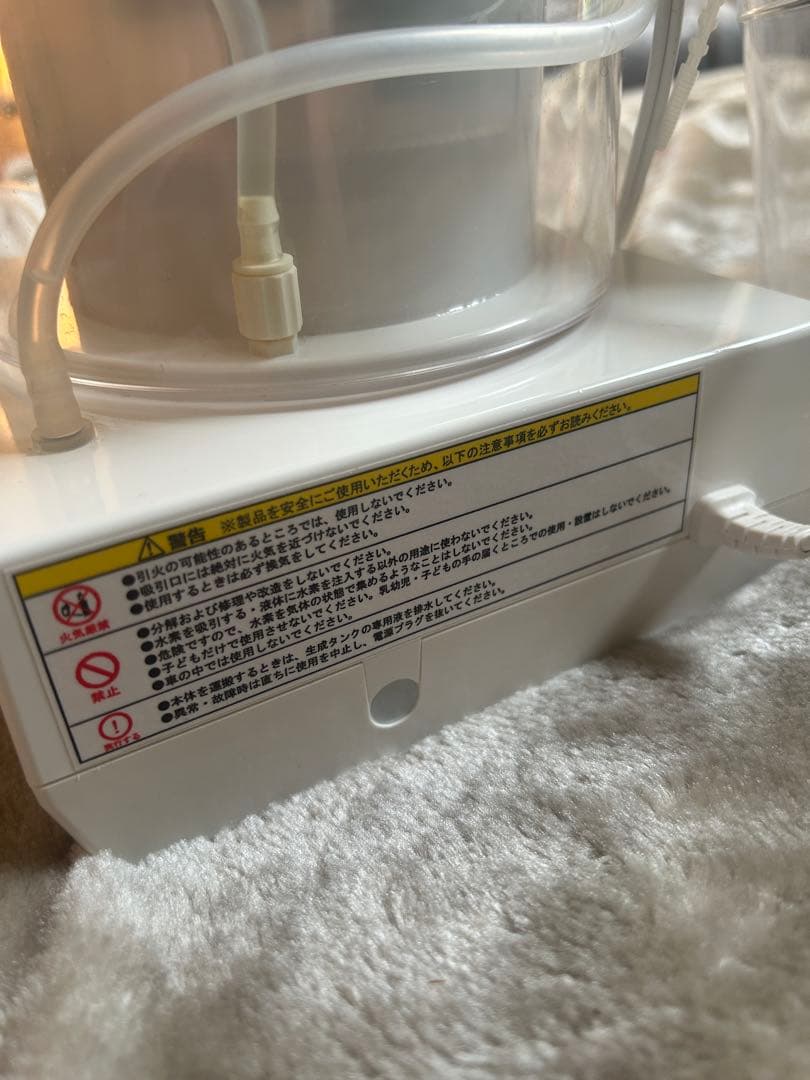 警告 ※製品を安全にご使用いただくため、以下の注意事項を必ずお読みください。
火気厳禁
●引火の可能性のあるところでは、使用しないでください。
●吸引口には絶対に火気を近づけないでください。
●使用するときは必ず換気をしてください。
禁止
●分解および修理や改造をしないでください。
●水素を吸引する・液体に水素を注入する以外の用途に使わないでください。
●危険ですので、水素を気体の状態で集めるようなことはしないでください。
●子どもだけで使用させないでください。乳幼児・子どもの手の届くところでの使用・設置はしないでください。
●車の中では使用しないでください。
●本体を運搬するときは、生成タンクの専用液を排水してください。
●異常・故障時は直ちに使用を中止し、電源プラグを抜いてください。